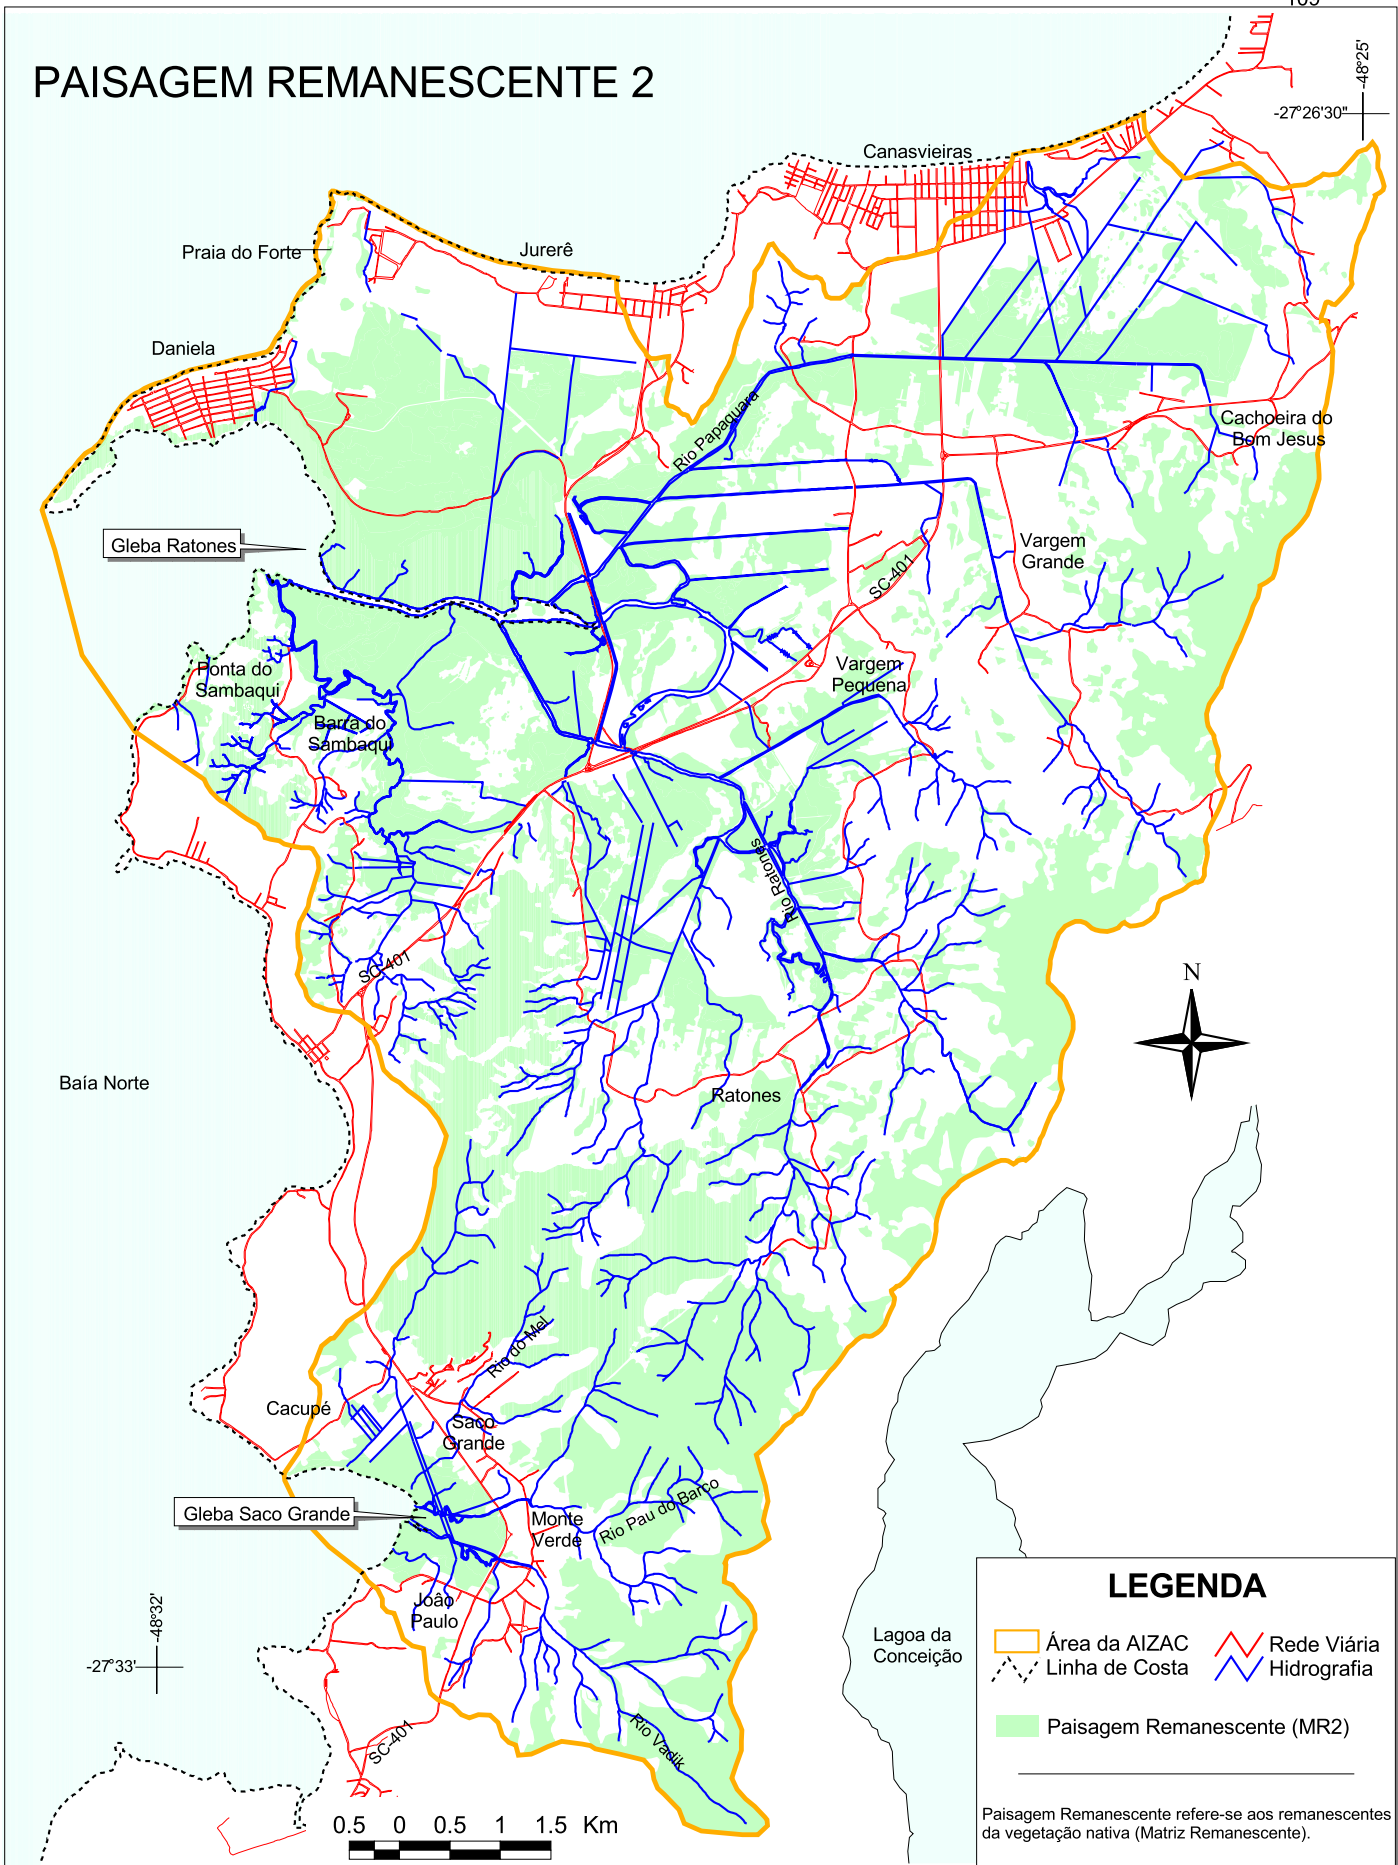 109
PAISAGEM REMANESCENTE 2
-48°25'
-27°26'30"
Canasvieiras
Praia do Forte
Jurerê
Daniela
Rio Papaquara
Cachoeira do
Bom Jesus
Gleba Ratones
Vargem
Grande
SC-401
Ponta do
Sambaqui
Vargem
Pequena
Barra do
Sambaqui
Rio Ratones
SC-401
N
Baía Norte
Ratones
Rio do Mel
Cacupé
Saco
Grande
Gleba Saco Grande
Monte
Verde
Rio Pau do Barco
João
Paulo
-48°32'
-27°33'
Lagoa da
Conceição
SC-401
Rio Vadik
LEGENDA
Área da AIZAC
Rede Viária
Linha de Costa
Hidrografia
Paisagem Remanescente (MR2)
Paisagem Remanescente refere-se aos remanescentes
da vegetação nativa (Matriz Remanescente).
0.5 0 0.5 1 1.5 Km